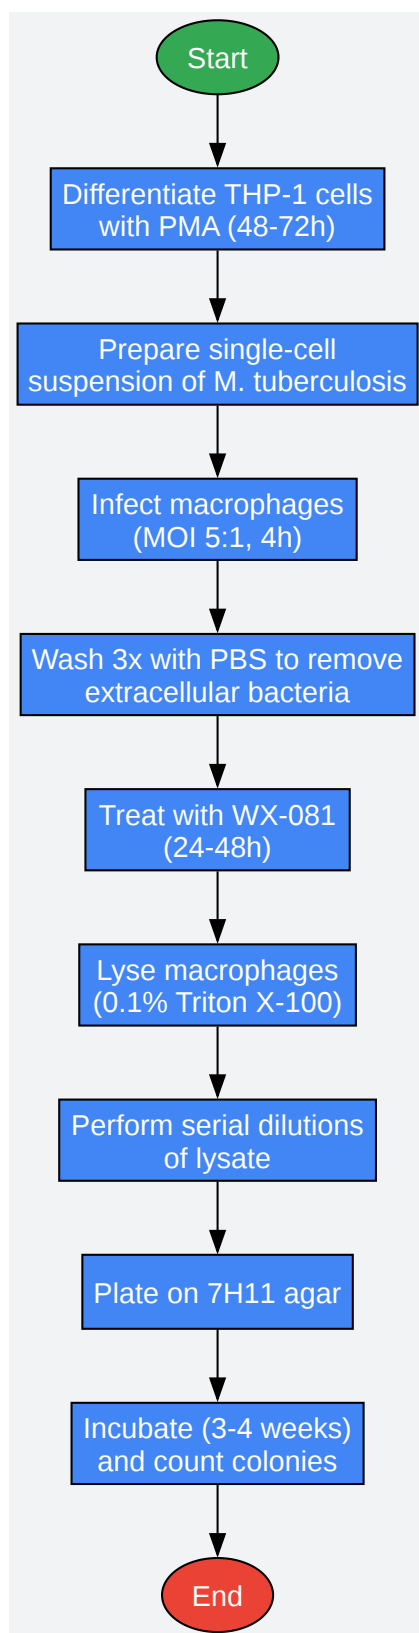 Start
Differentiate THP-1 cells
with PMA (48-72h)
Prepare single-cell
suspension of M. tuberculosis
Infect macrophages
(MOI 5:1, 4h)
Wash 3x with PBS to remove
extracellular bacteria
Treat with WX-081
(24-48h)
Lyse macrophages
(0.1% Triton X-100)
Perform serial dilutions
of lysate
Plate on 7H11 agar
Incubate (3-4 weeks)
and count colonies
End